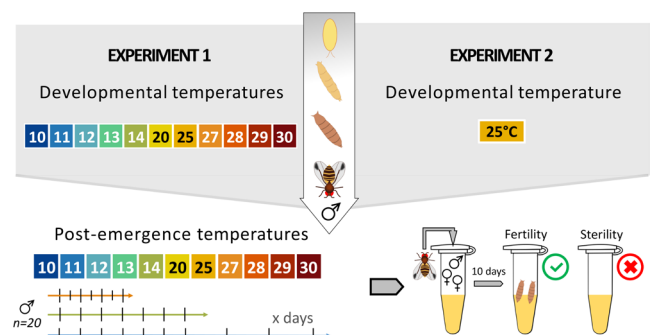 EXPERIMENT 1
Developmental temperatures
10 11 12 13 14 20 25 27 28 29 30
EXPERIMENT 2
Developmental temperature
25°C
♂
Post-emergence temperatures
10 11 12 13 14 20 25 27 28 29 30
♂
n=20
x days
♂
♀ ♀
10 days
Fertility
Sterility